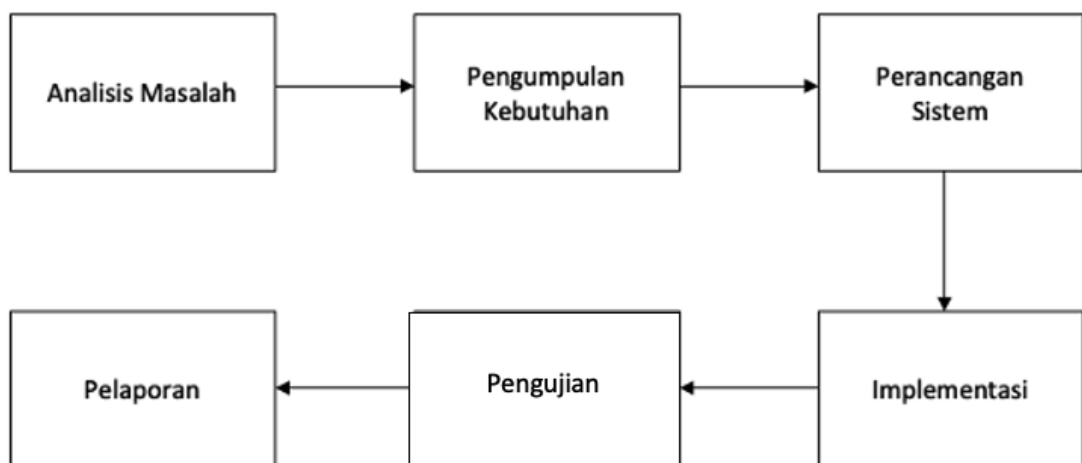 Analisis Masalah
Pengumpulan
Kebutuhan
Perancangan
Sistem
Implementasi
Pengujian
Pelaporan